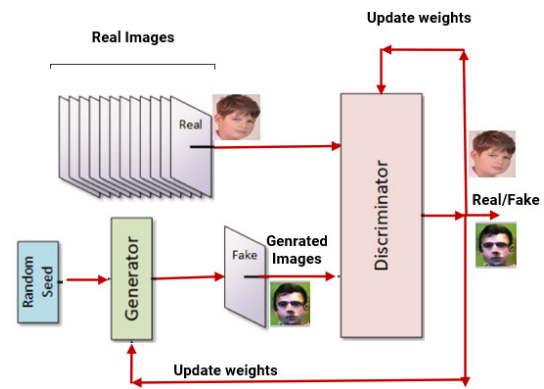 Update weights
Real Images
Real
Discriminator
Real/Fake
Random
Seed
Generator
Fake
Genrated
Images
Update weights